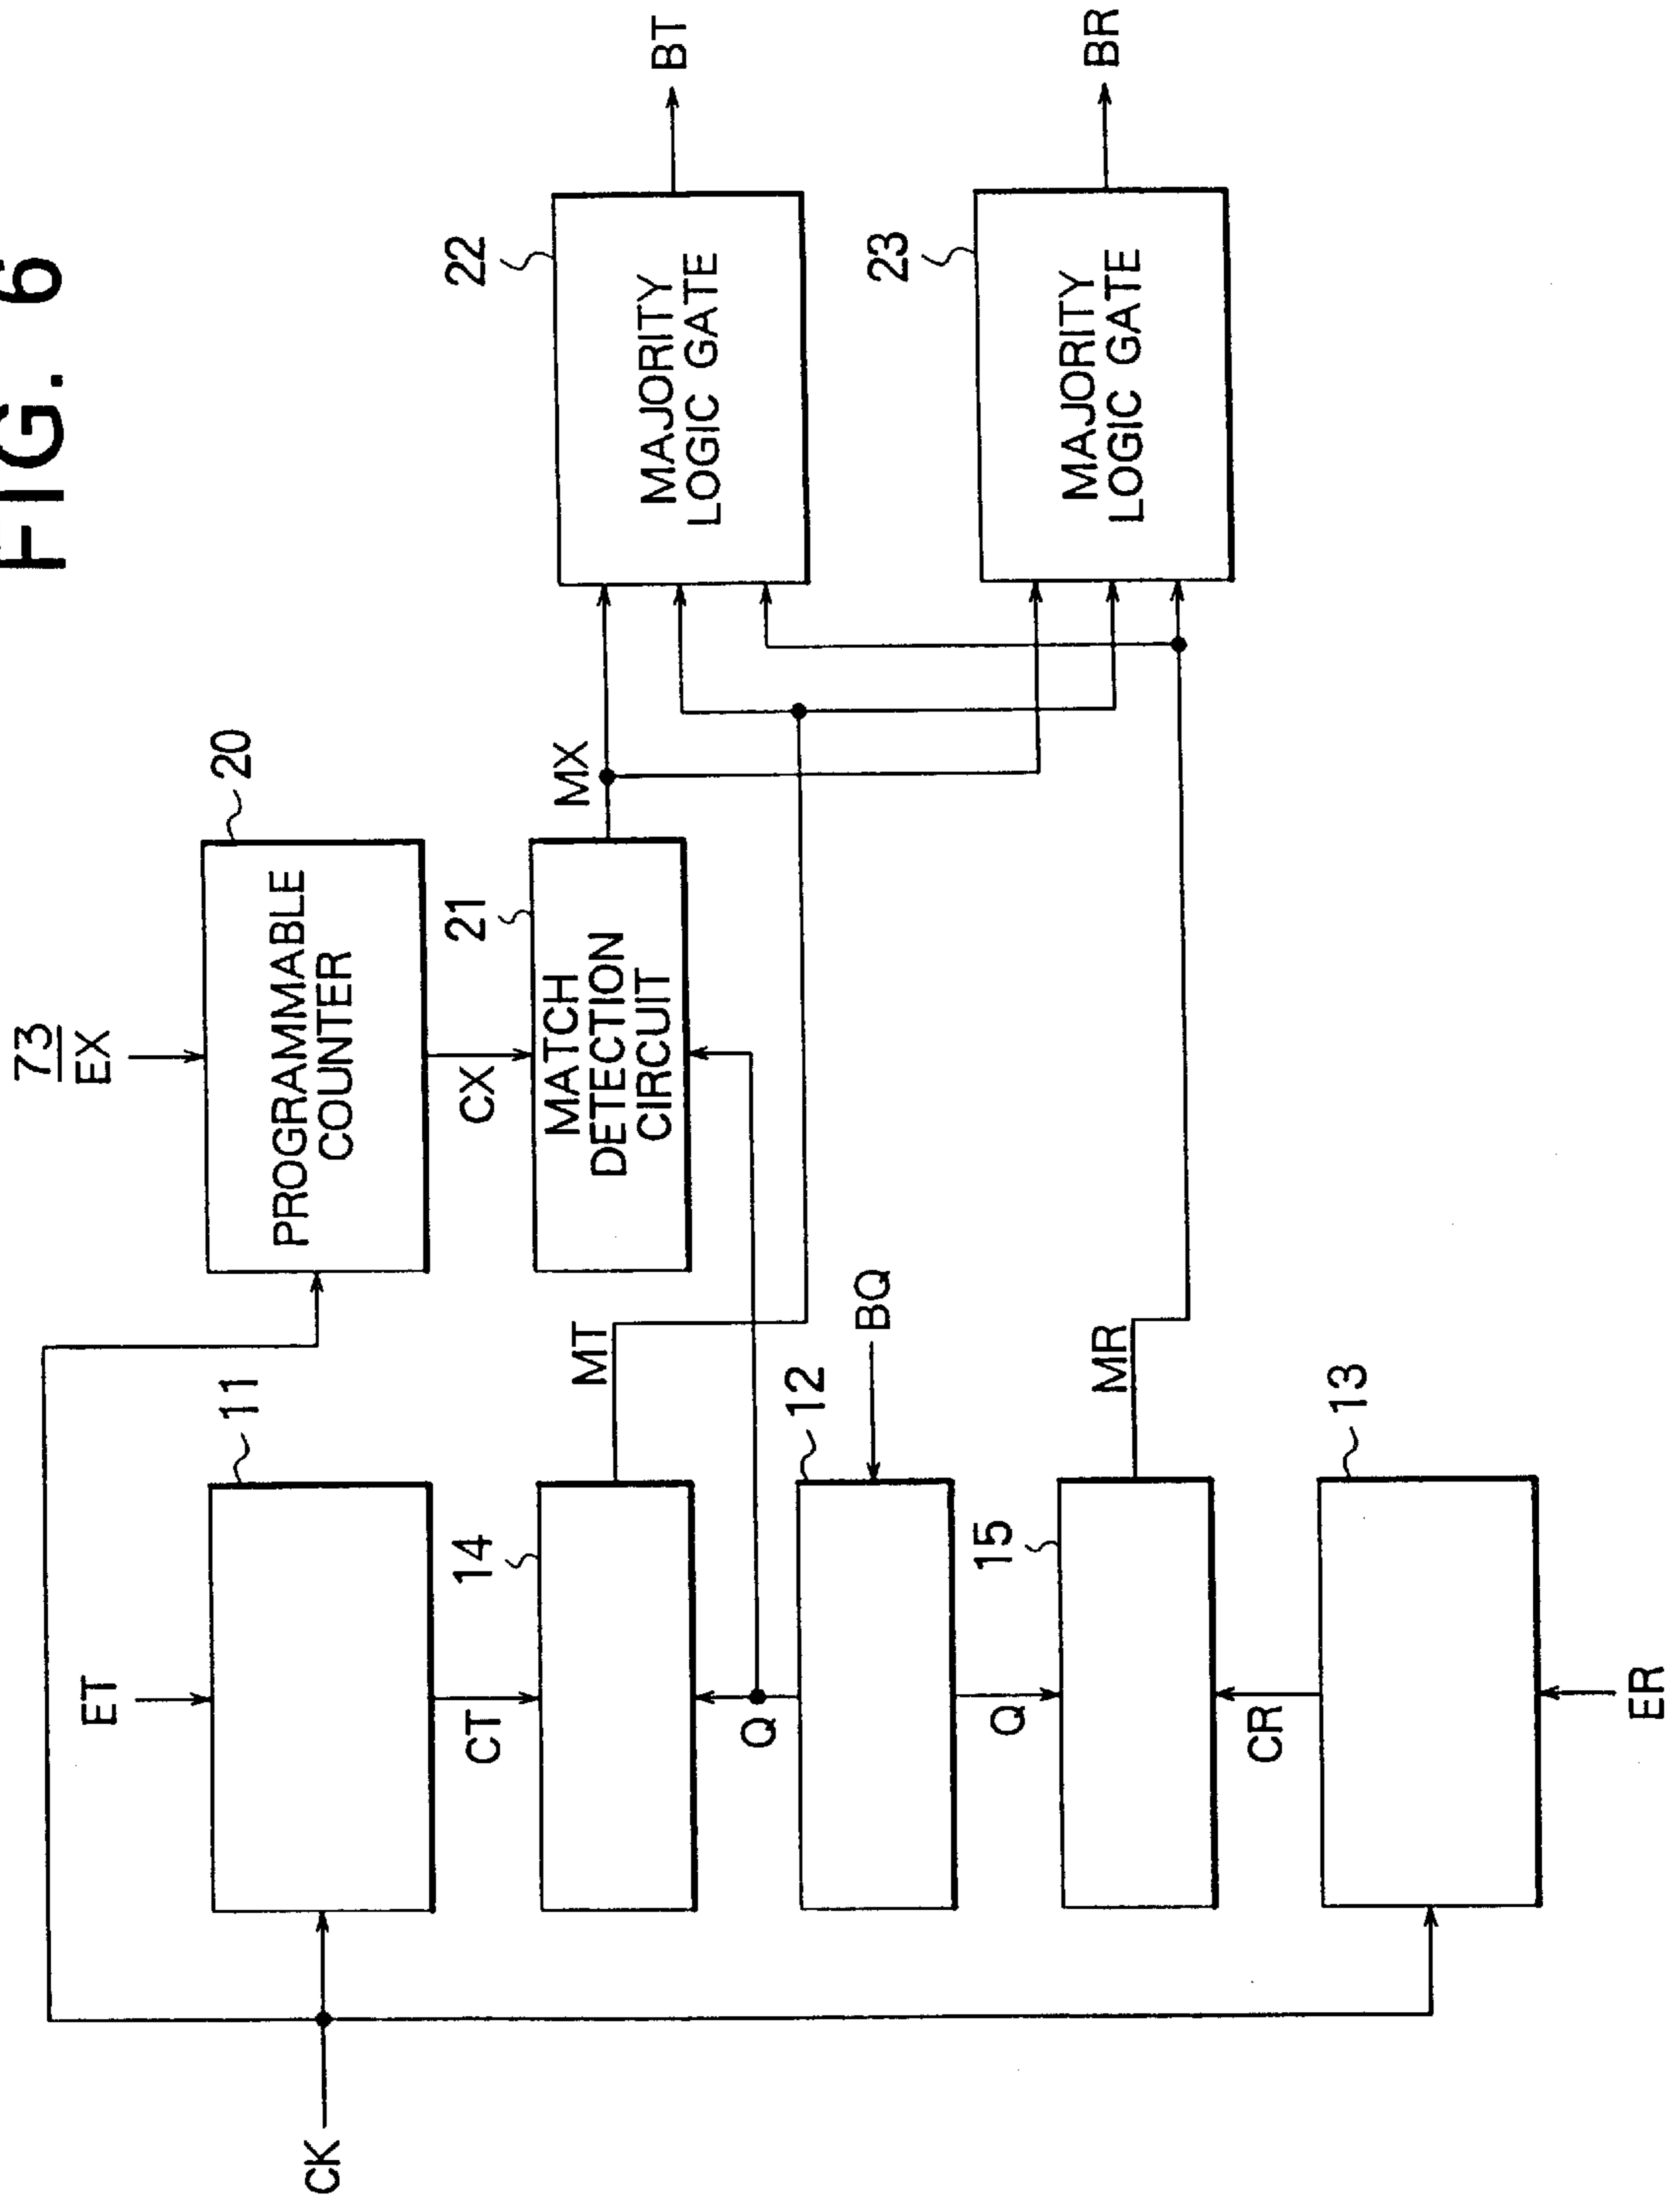 FIG. 6
73
EX
20
PROGRAMMABLE
COUNTER
CX
21
MATCH
DETECTION
CIRCUIT
MX
22
MAJORITY
LOGIC GATE
BT
23
MAJORITY
LOGIC GATE
BR
ET
11
CT
14
MT
Q
12
BQ
Q
15
MR
CR
13
ER
CK